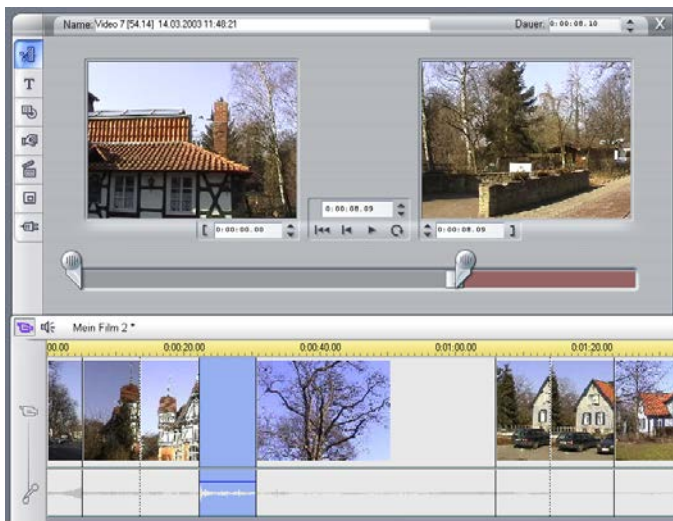 Name: Video 7 [54.14] 14.03.2003 11:48:21
Dauer: 0:00:08.10
X
T
0:00:08.09
[ 0:00:00.00
0:00:08.09 ]
Mein Film 2 *
00.00 0:00:20.00 0:00:40.00 0:01:00.00 0:01:20.00